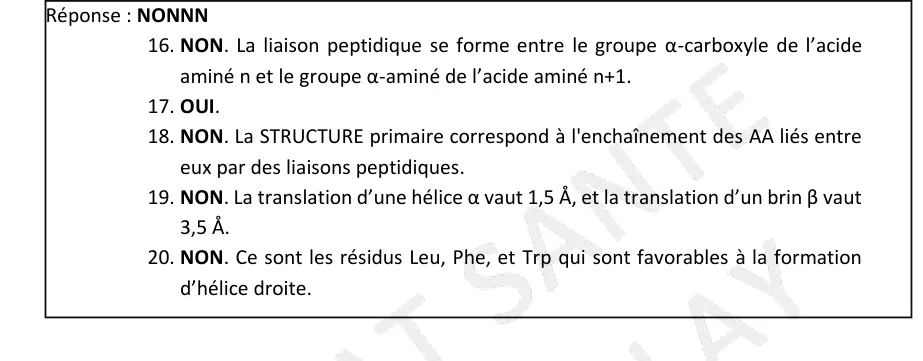 Réponse : NONNN
16. NON. La liaison peptidique se forme entre le groupe α-carboxyle de l’acide
aminé n et le groupe α-aminé de l’acide aminé n+1.
17. OUI.
18. NON. La STRUCTURE primaire correspond à l'enchaînement des AA liés entre
eux par des liaisons peptidiques.
19. NON. La translation d’une hélice α vaut 1,5 Å, et la translation d’un brin β vaut
3,5 Å.
20. NON. Ce sont les résidus Leu, Phe, et Trp qui sont favorables à la formation
d’hélice droite.
AT SANTE
LAY